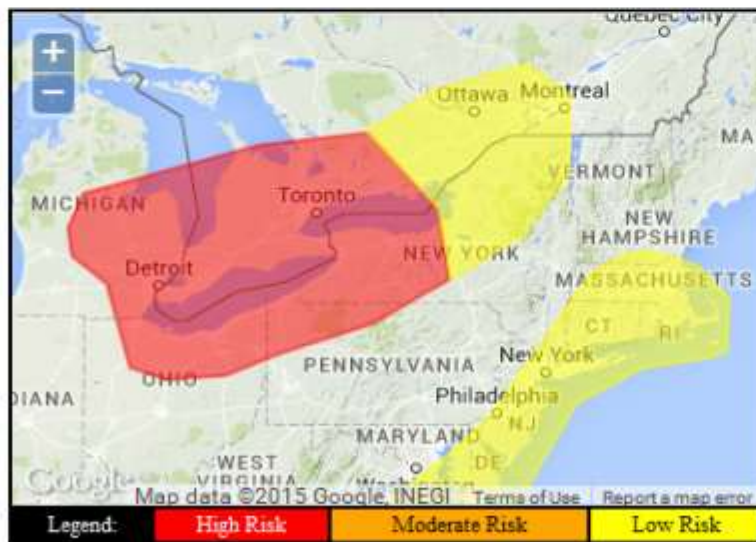 +
Quebec City
−
Ottawa
Montreal
MA
VERMONT
MICHIGAN
Toronto
NEW
HAMPSHIRE
NEW YORK
Detroit
MASSACHUSETTS
CT
RI
New York
PENNSYLVANIA
OHIO
DIANA
Philadelphia
NJ
MARYLAND
WEST
VIRGINIA
DE
Washington
Google
Map data ©2015 Google, INEGI Terms of Use Report a map error
Legend: High Risk Moderate Risk Low Risk